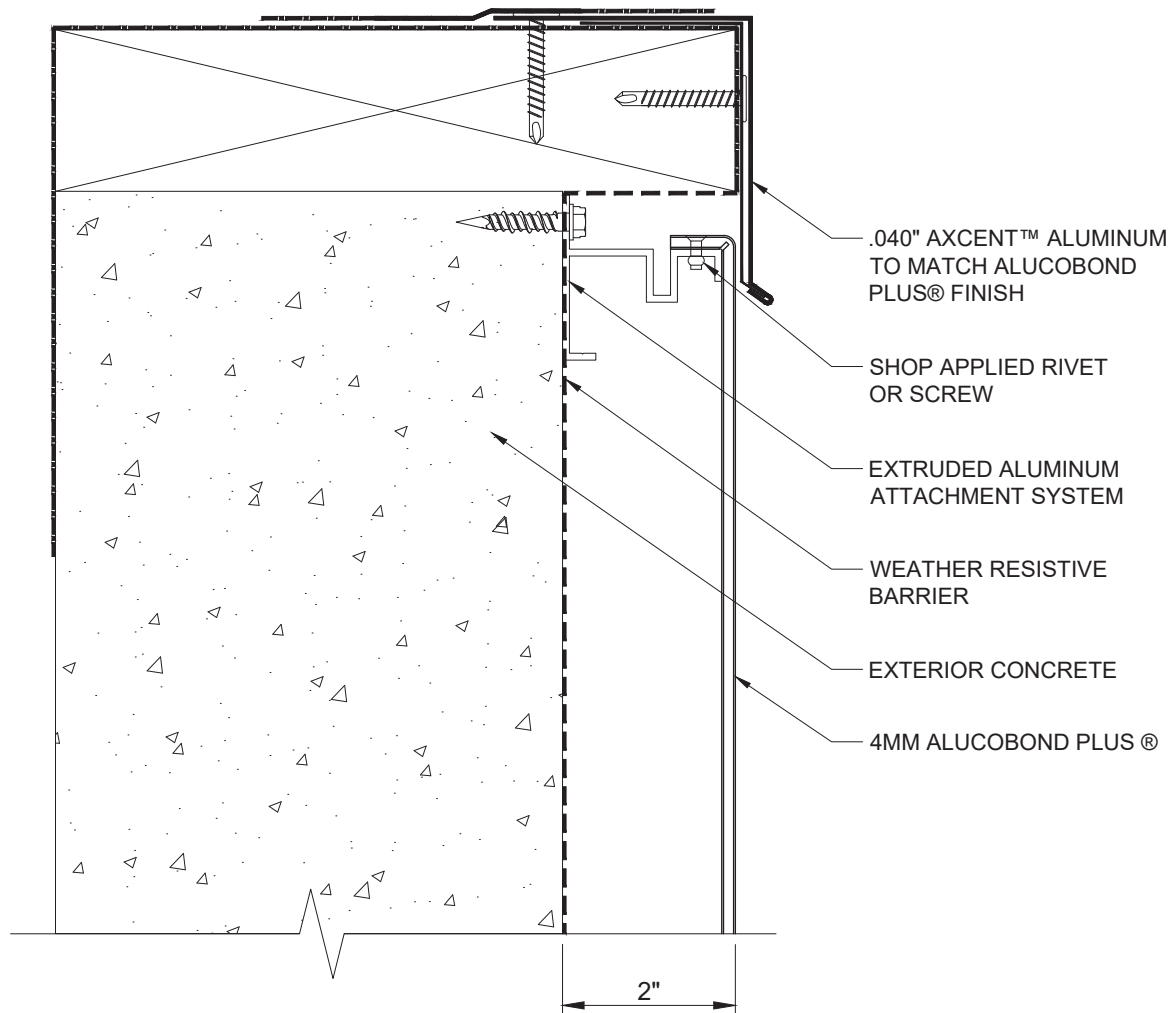 .040" AXCENT™ ALUMINUM
TO MATCH ALUCOBOND
PLUS® FINISH
SHOP APPLIED RIVET
OR SCREW
EXTRUDED ALUMINUM
ATTACHMENT SYSTEM
WEATHER RESISTIVE
BARRIER
EXTERIOR CONCRETE
4MM ALUCOBOND PLUS ®
2"